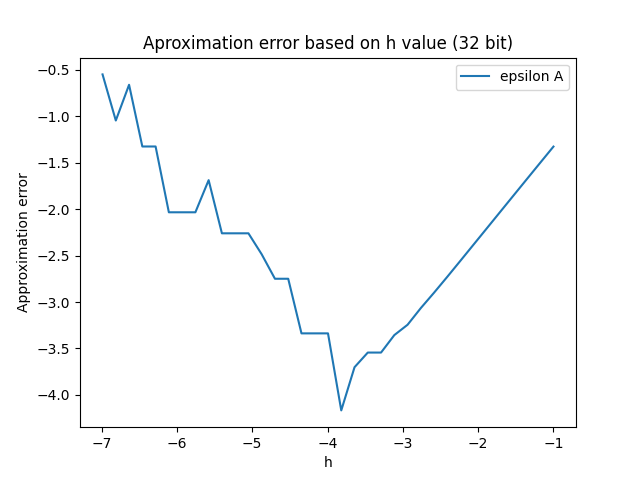 Aproximation error based on h value (32 bit)
epsilon A
Approximation error
−0.5
−1.0
−1.5
−2.0
−2.5
−3.0
−3.5
−4.0
−7 −6 −5 −4 −3 −2 −1
h